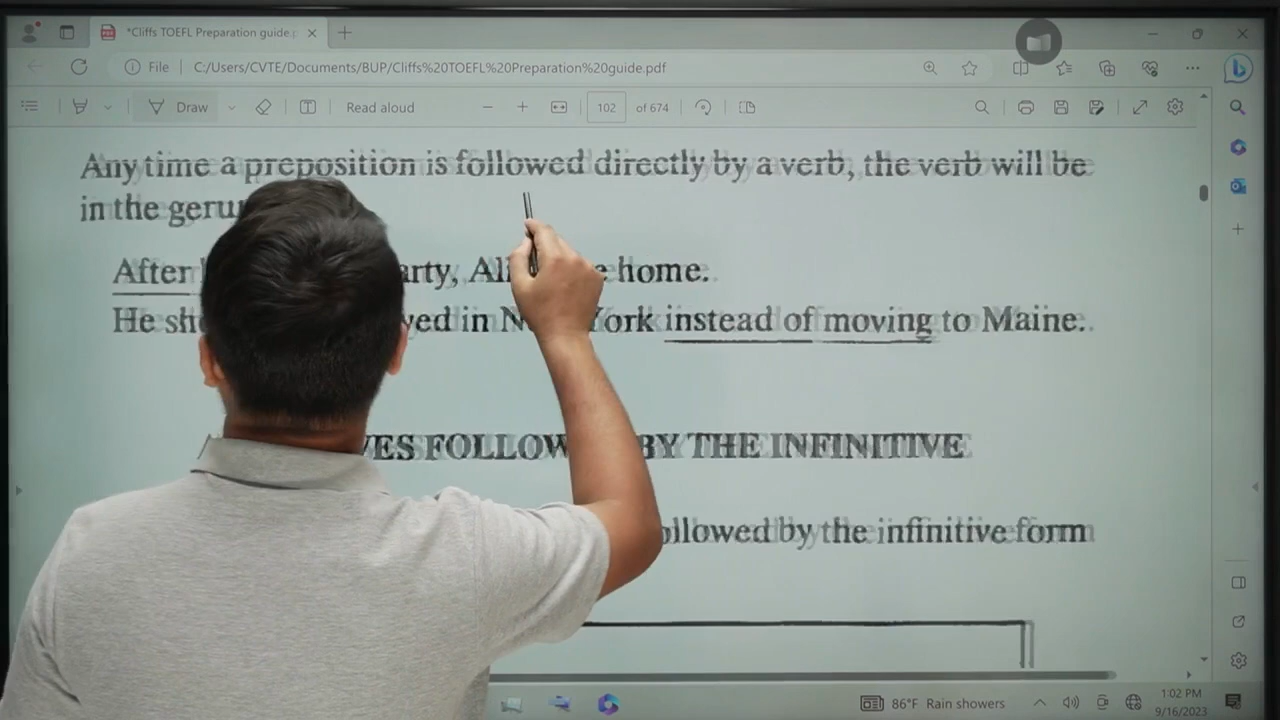 *Cliffs TOEFL Preparation guide.p
File C:/Users/CVTE/Documents/BUP/Cliffs%20TOEFL%20Preparation%20guide.pdf
Draw Read aloud 102 of 674
Any time a preposition is followed directly by a verb, the verb will be
in the geru
After arty, Ali e home.
He sh yed in N York instead of moving to Maine.
VES FOLLOW BY THE INFINITIVE
ollowed by the infinitive form
86°F Rain showers
1:02 PM
9/16/2023